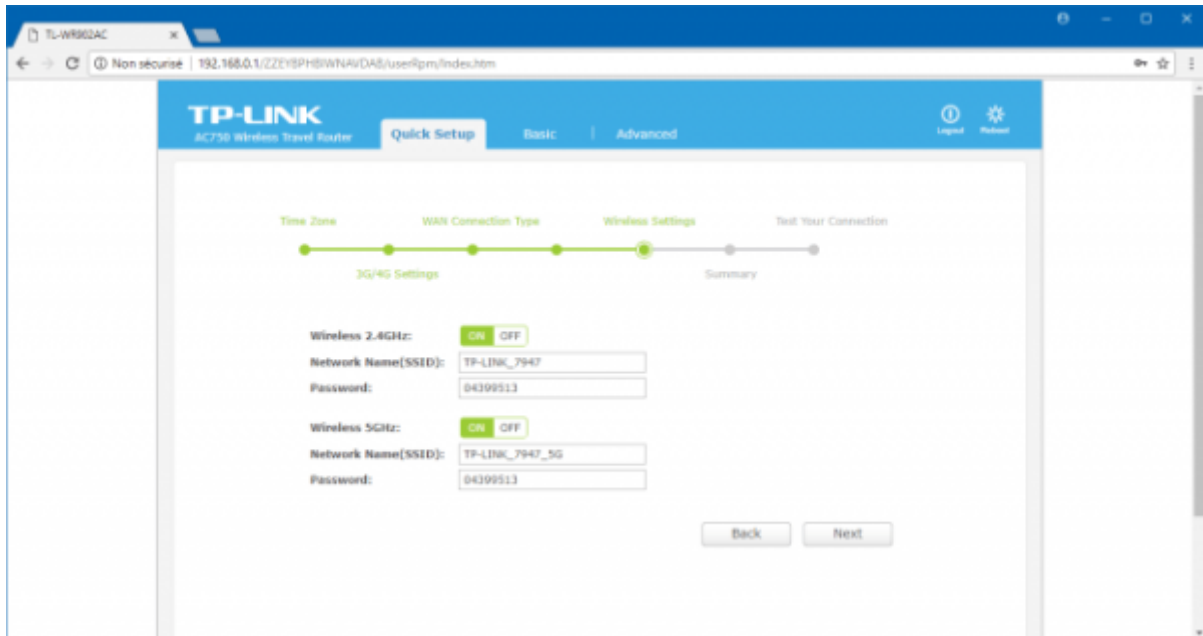 TL-WR802AC
Non sécurisé | 192.168.0.1/ZZEYBPHBIWNAVDAB/userRpm/Index.htm
TP-LINK
AC750 Wireless Travel Router
Quick Setup
Basic
Advanced
Logout
Reboot
Time Zone
WAN Connection Type
Wireless Settings
Test Your Connection
3G/4G Settings
Summary
Wireless 2.4GHz: ON OFF
Network Name(SSID): TP-LINK_7947
Password: 04399513
Wireless 5GHz: ON OFF
Network Name(SSID): TP-LINK_7947_5G
Password: 04399513
Back
Next